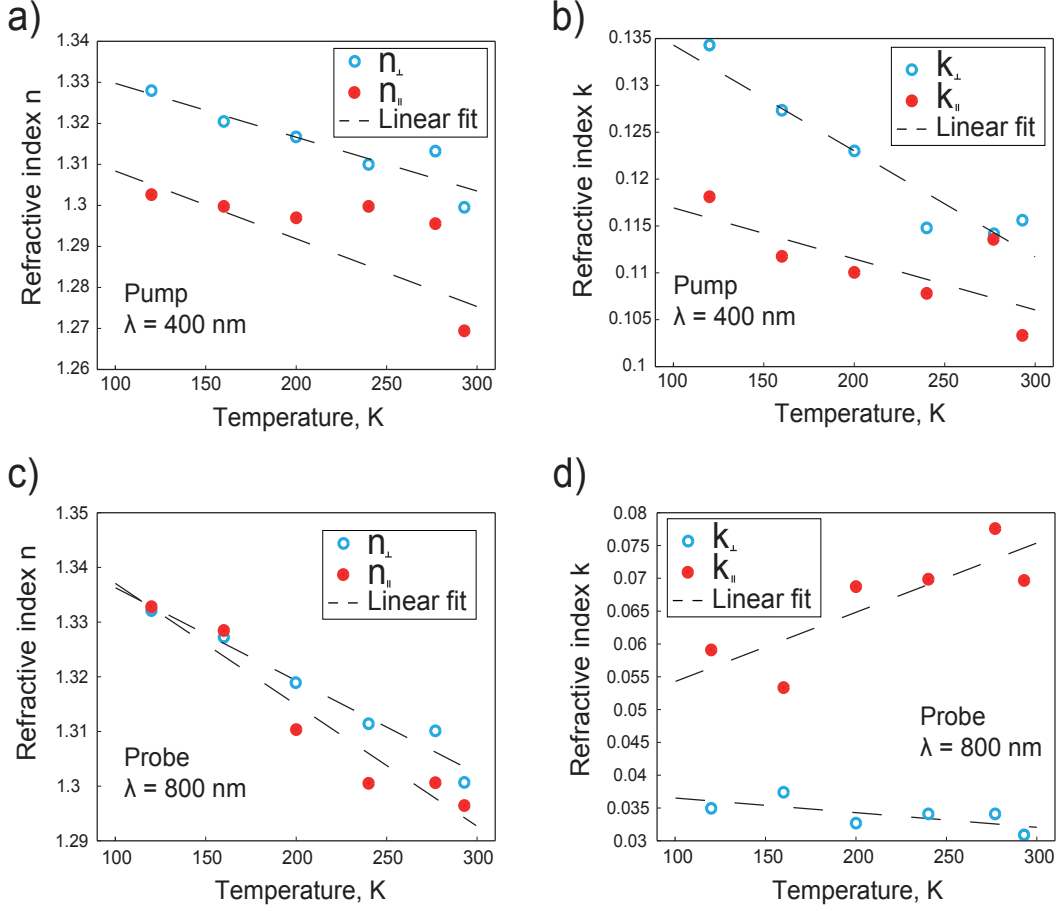 a)
1.34
1.33
1.32
1.31
1.3
1.29
1.28
1.27
1.26
Refractive index n
n⊥
n∥
Linear fit
Pump
λ = 400 nm
100 150 200 250 300
Temperature, K
b)
0.135
0.13
0.125
0.12
0.115
0.11
0.105
0.1
Refractive index k
k⊥
k∥
Linear fit
Pump
λ = 400 nm
100 150 200 250 300
Temperature, K
c)
1.35
1.34
1.33
1.32
1.31
1.3
1.29
Refractive index n
n⊥
n∥
Linear fit
Probe
λ = 800 nm
100 150 200 250 300
Temperature, K
d)
0.08
0.075
0.07
0.065
0.06
0.055
0.05
0.045
0.04
0.035
0.03
Refractive index k
k⊥
k∥
Linear fit
Probe
λ = 800 nm
100 150 200 250 300
Temperature, K